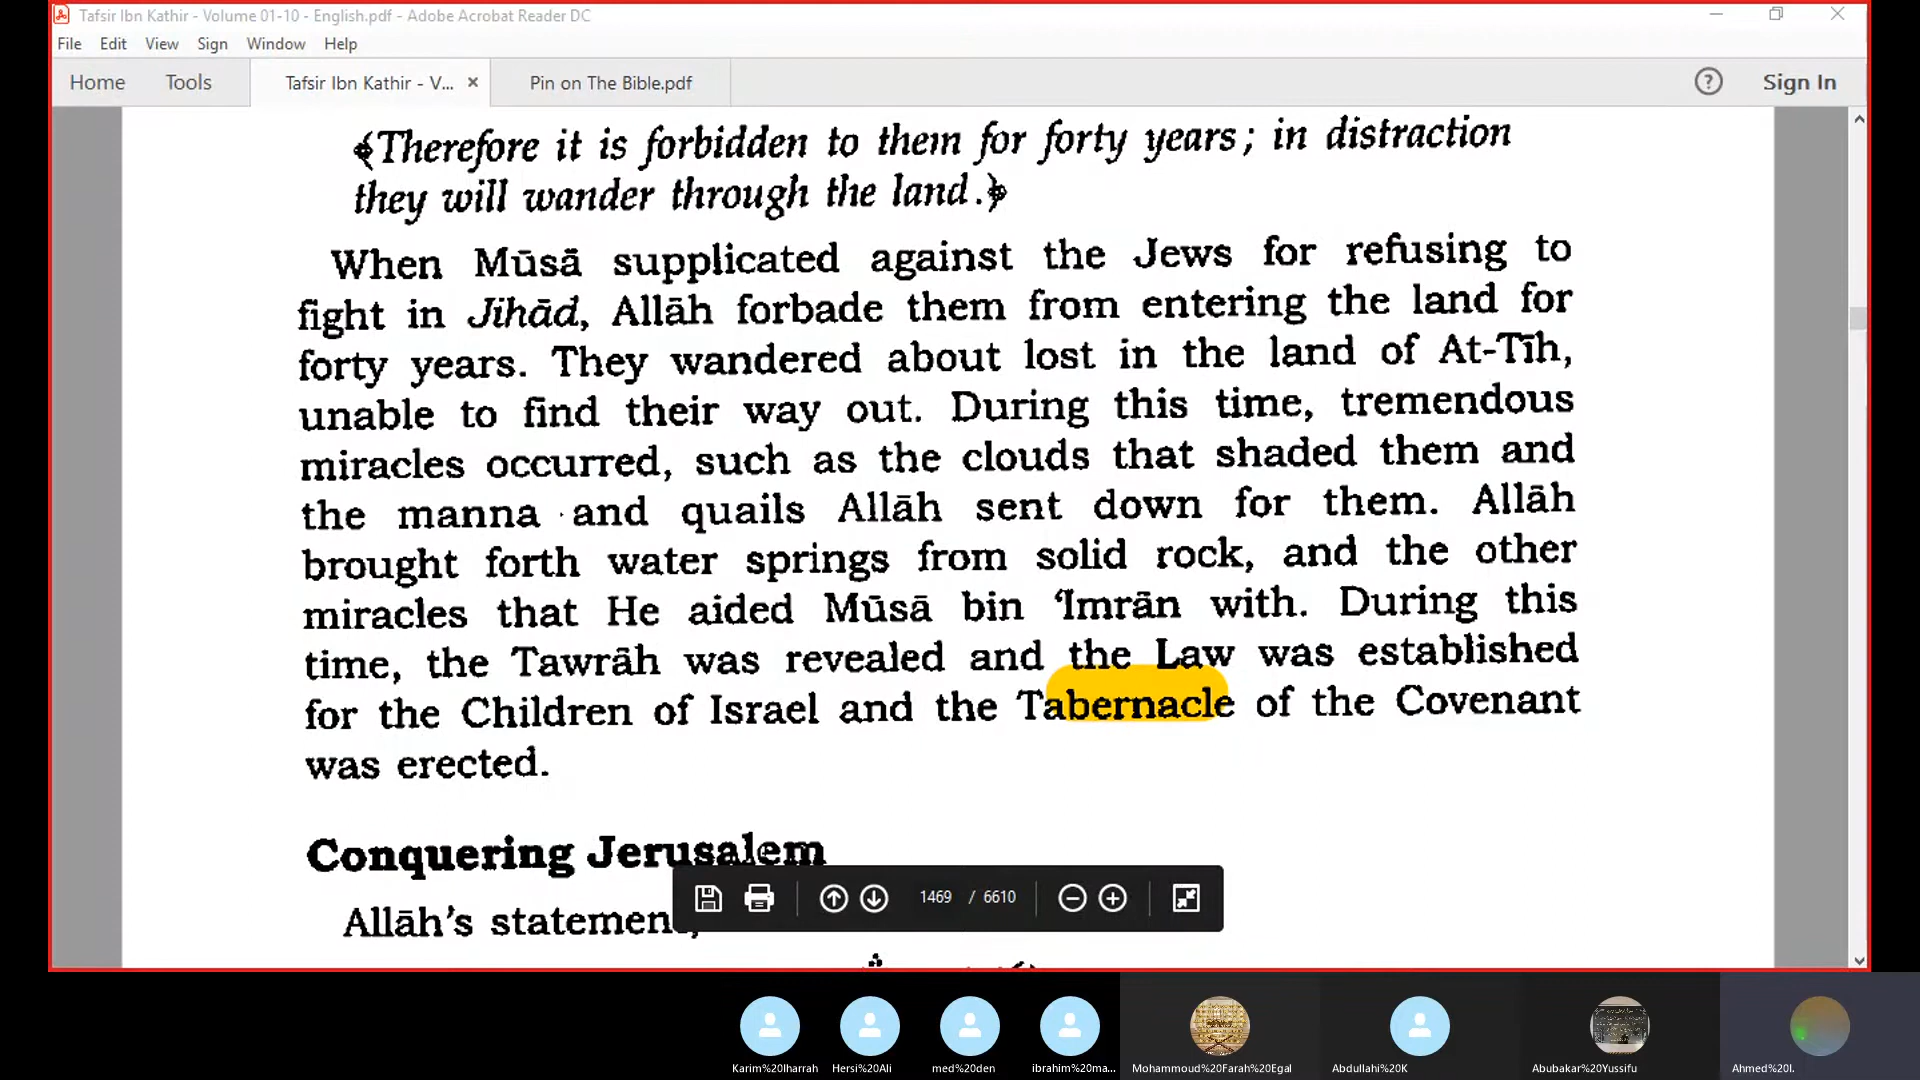 Tafsir Ibn Kathir - Volume 01-10 - English.pdf - Adobe Acrobat Reader DC
File Edit View Sign Window Help
Home Tools Tafsir Ibn Kathir - V... × Pin on The Bible.pdf ? Sign In
﴾Therefore it is forbidden to them for forty years; in distraction
they will wander through the land.﴿
When Mūsā supplicated against the Jews for refusing to
fight in Jihād, Allāh forbade them from entering the land for
forty years. They wandered about lost in the land of At-Tīh,
unable to find their way out. During this time, tremendous
miracles occurred, such as the clouds that shaded them and
the manna and quails Allāh sent down for them. Allāh
brought forth water springs from solid rock, and the other
miracles that He aided Mūsā bin ‘Imrān with. During this
time, the Tawrāh was revealed and the Law was established
for the Children of Israel and the Tabernacle of the Covenant
was erected.
Conquering Jerusalem
1469 / 6610
Allāh’s statement,
Karim%20Iharrah Hersi%20Ali med%20den ibrahim%20ma... Mohammoud%20Farah%20Egal Abdullahi%20K Abubakar%20Yussifu Ahmed%20I.